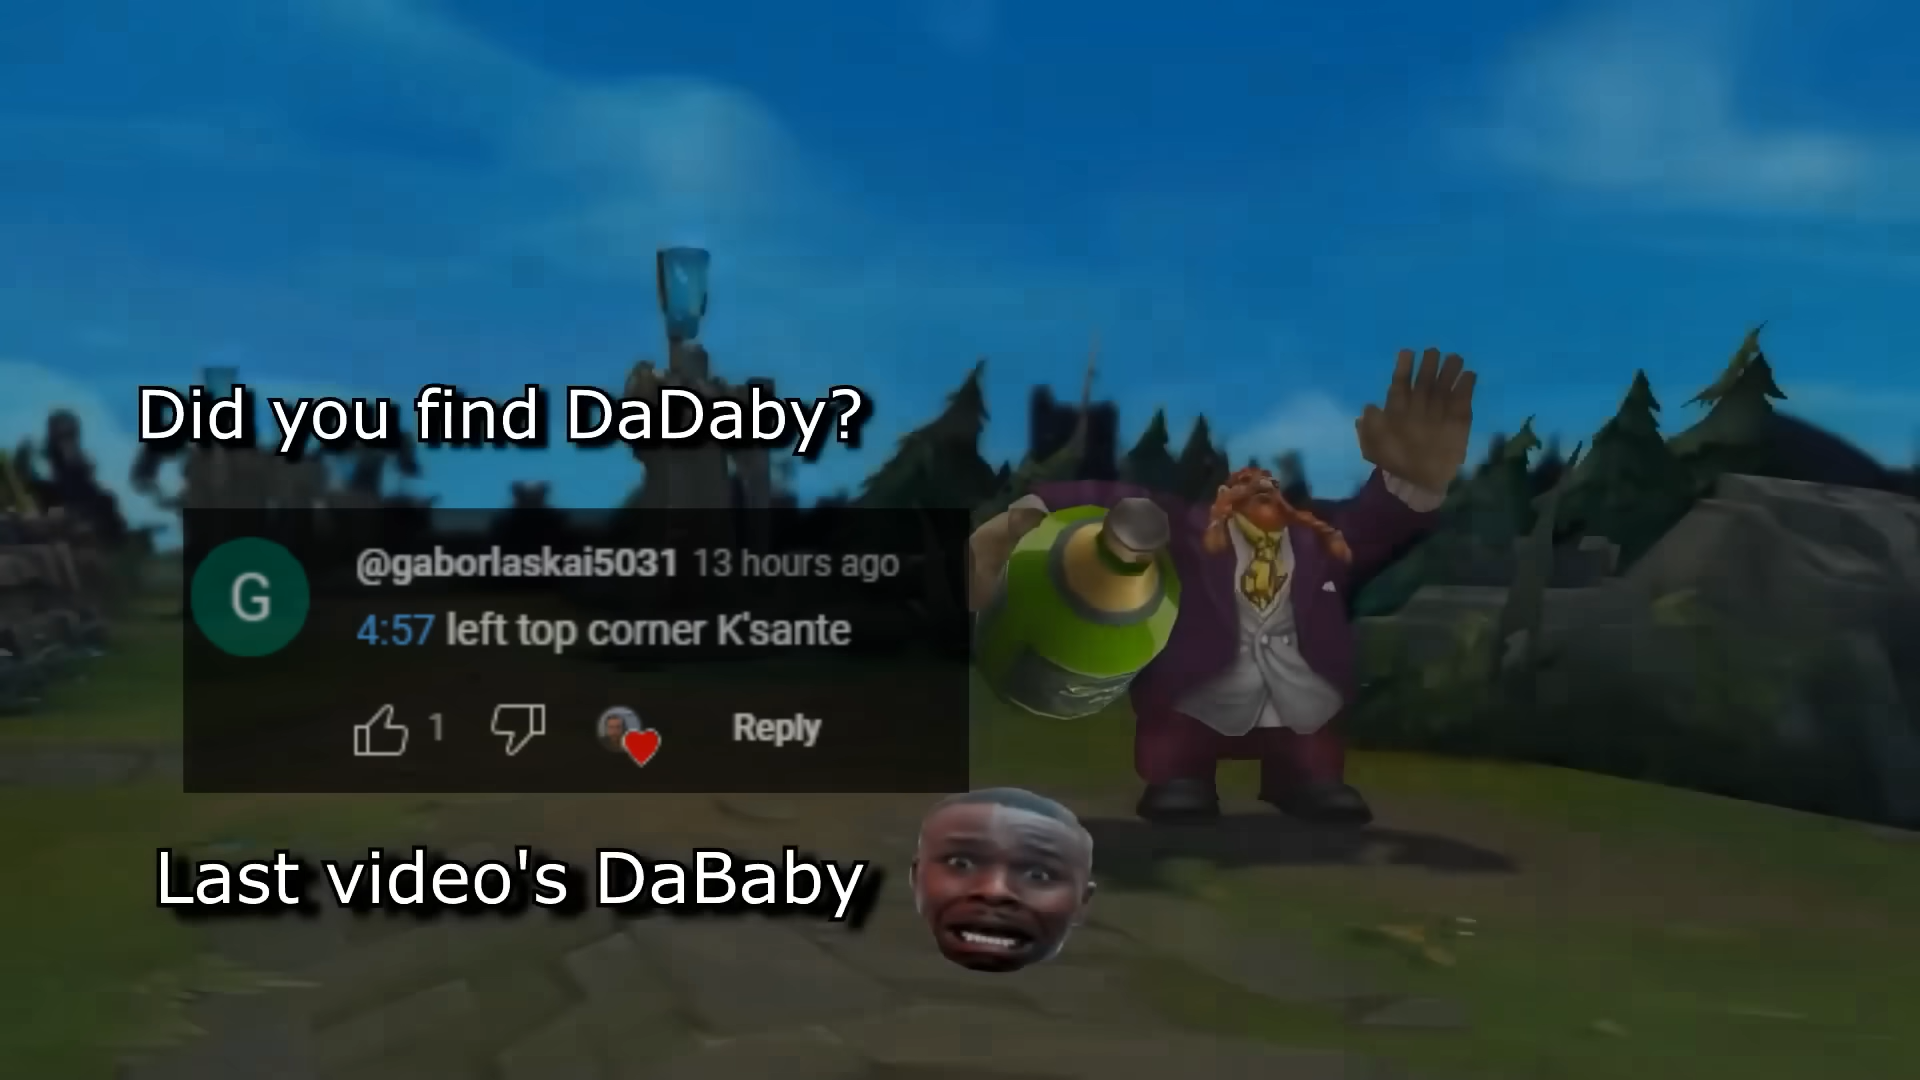 Did you find DaDaby?
G
@gaborlaskai5031 13 hours ago
4:57 left top corner K'sante
1
Reply
Last video's DaBaby